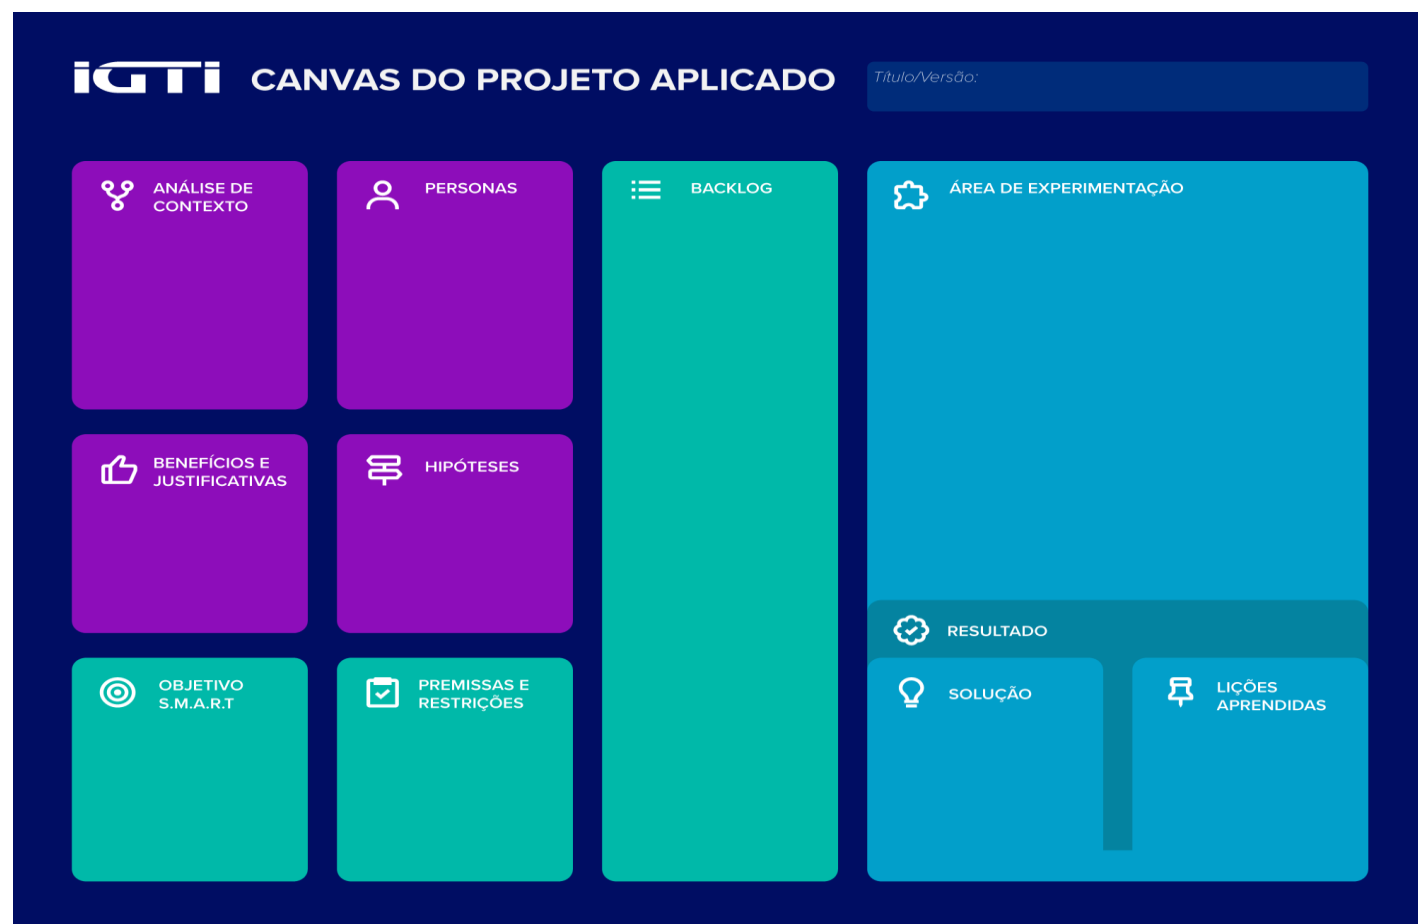 iGTi CANVAS DO PROJETO APLICADO
Título/Versão:
ANÁLISE DE
CONTEXTO
PERSONAS
BACKLOG
ÁREA DE EXPERIMENTAÇÃO
BENEFÍCIOS E
JUSTIFICATIVAS
HIPÓTESES
RESULTADO
OBJETIVO
S.M.A.R.T
PREMISSAS E
RESTRIÇÕES
SOLUÇÃO
LIÇÕES
APRENDIDAS